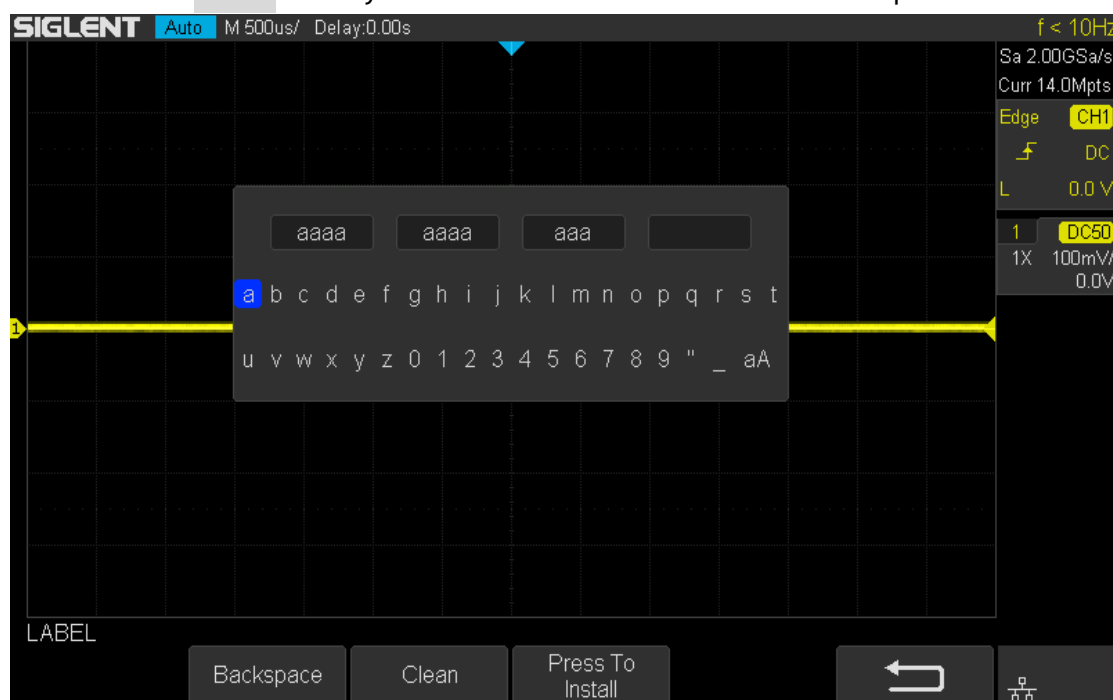 SIGLENT Auto M 500us/ Delay:0.00s f < 10Hz
Sa 2.00GSa/s
Curr 14.0Mpts
Edge CH1
DC
L 0.0 V
aaaa aaaa aaa
1 DC50
1X 100mV/
0.0V
a b c d e f g h i j k l m n o p q r s t
1
u v w x y z 0 1 2 3 4 5 6 7 8 9 " _ aA
LABEL
Backspace Clean Press To
Install